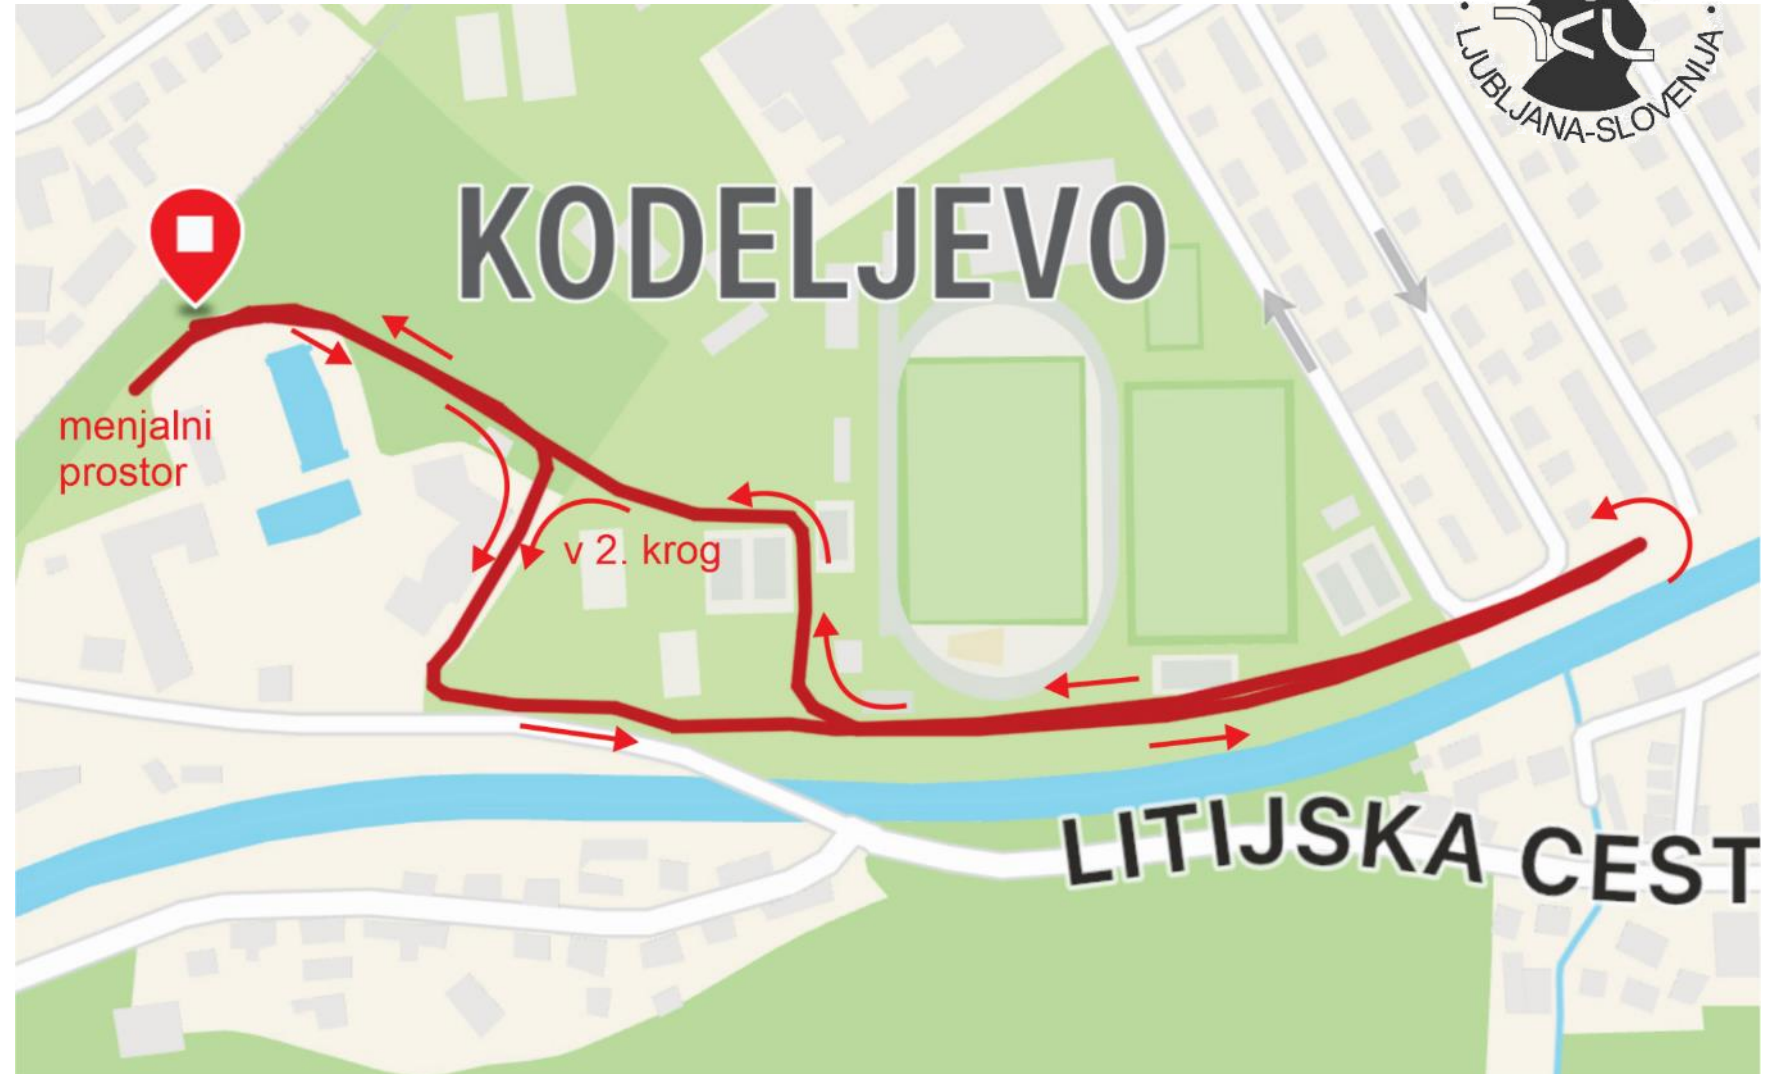 LJUBLJANA-SLOVENIJA
KODELJEVO
menjalni
prostor
v 2. krog
LITIJSKA CEST